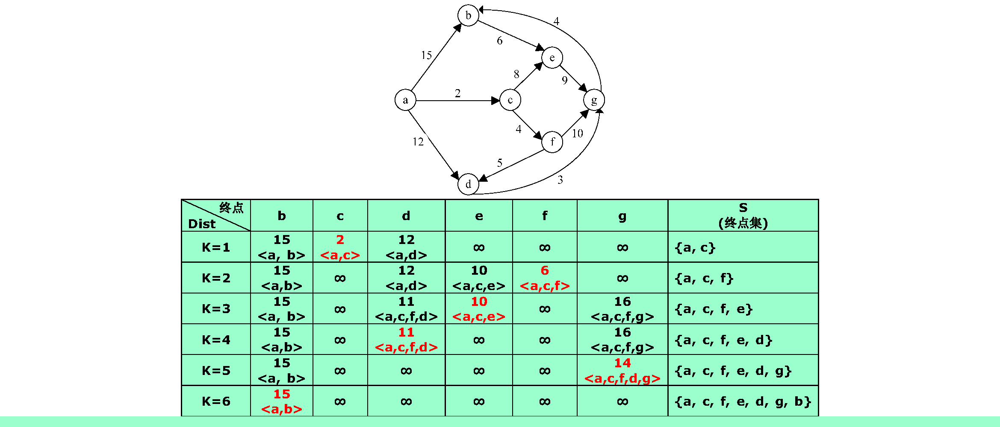 b
4
6
15
e
8
9
a
2
c
g
4
10
12
f
5
3
d
终点
Dist
b
c
d
e
f
g
S
(终点集)
K=1
15
<a, b>
2
<a,c>
12
<a,d>
∞
∞
∞
{a, c}
K=2
15
<a,b>
∞
12
<a,d>
10
<a,c,e>
6
<a,c,f>
∞
{a, c, f}
K=3
15
<a, b>
∞
11
<a,c,f,d>
10
<a,c,e>
∞
16
<a,c,f,g>
{a, c, f, e}
K=4
15
<a,b>
∞
11
<a,c,f,d>
∞
∞
16
<a,c,f,g>
{a, c, f, e, d}
K=5
15
<a, b>
∞
∞
∞
∞
14
<a,c,f,d,g>
{a, c, f, e, d, g}
K=6
15
<a,b>
∞
∞
∞
∞
∞
{a, c, f, e, d, g, b}